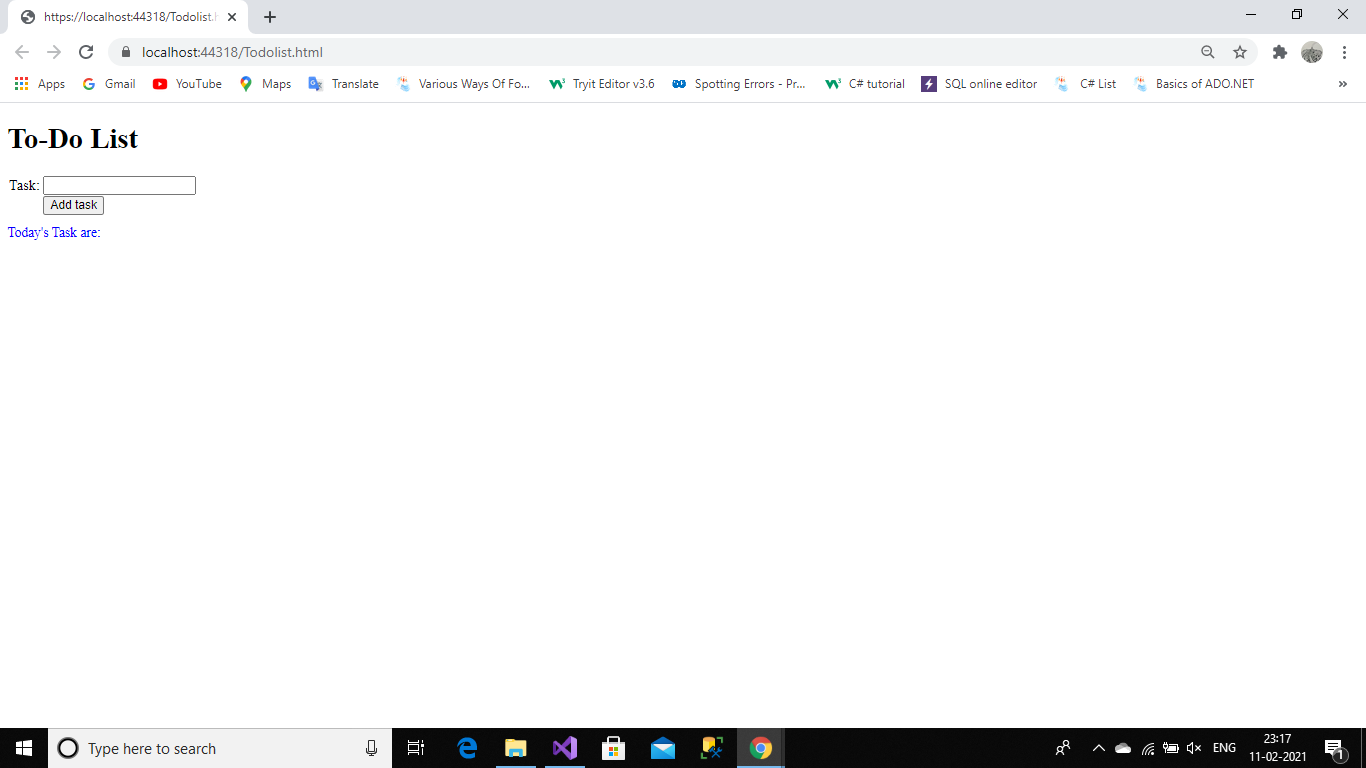 https://localhost:44318/Todolist.h
localhost:44318/Todolist.html
Apps Gmail YouTube Maps Translate Various Ways Of Fo... Tryit Editor v3.6 Spotting Errors - Pr... C# tutorial SQL online editor C# List Basics of ADO.NET »
To-Do List
Task:
Add task
Today's Task are:
Type here to search
ENG
23:17
11-02-2021
1